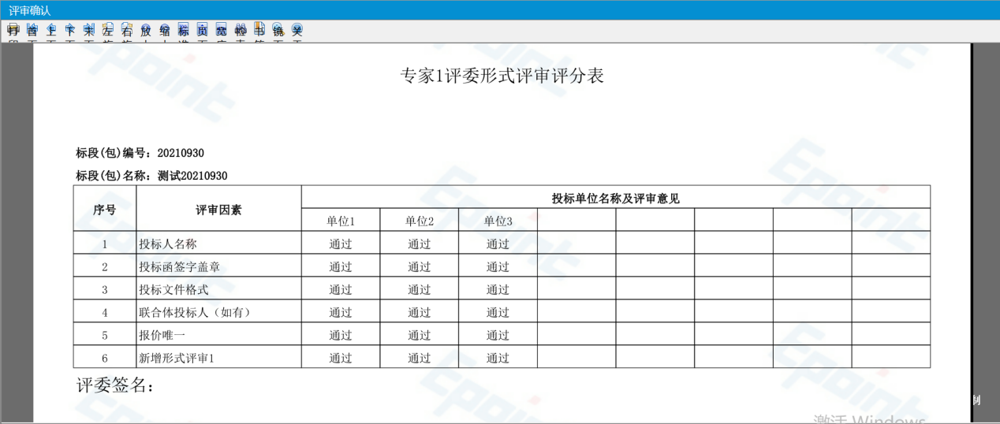 评审确认
打 首 上 下 末 左 右 放 缩 标 页 宽 检 书 镜 关
专家1评委形式评审评分表
标段(包)编号：20210930
标段(包)名称：测试20210930
序号 评审因素 投标单位名称及评审意见
单位1 单位2 单位3
1 投标人名称 通过 通过 通过
2 投标函签字盖章 通过 通过 通过
3 投标文件格式 通过 通过 通过
4 联合体投标人（如有） 通过 通过 通过
5 报价唯一 通过 通过 通过
6 新增形式评审1 通过 通过 通过
评委签名：
制
激活 Windows
Epoint
Epoint
Epoint
Epoint
Epoint
Epoint